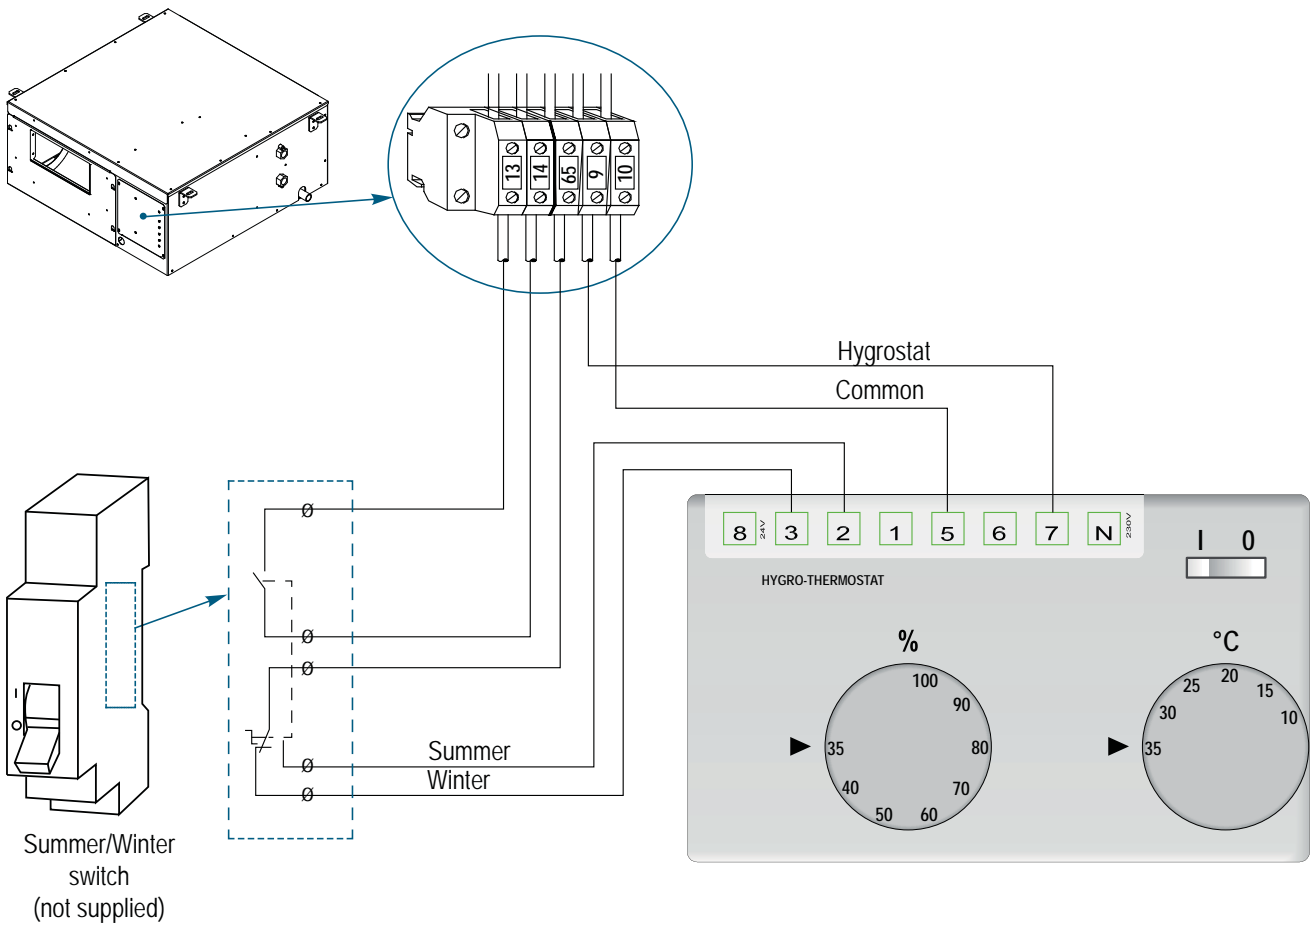 13 14 65 9 10
Hygrostat
Common
8 24V 3 2 1 5 6 7 N 230V
I 0
HYGRO-THERMOSTAT
% °C
100
90
80
70
60
50
40
35
35
30
25
20
15
10
ø
ø
ø
ø
ø
Summer
Winter
I
O
Summer/Winter
switch
(not supplied)